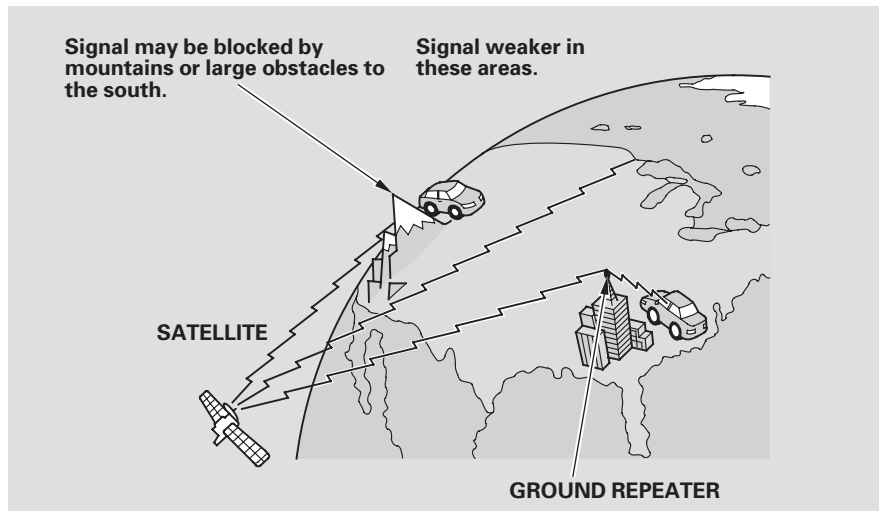 Signal may be blocked by
mountains or large obstacles to
the south.
Signal weaker in
these areas.
SATELLITE
GROUND REPEATER